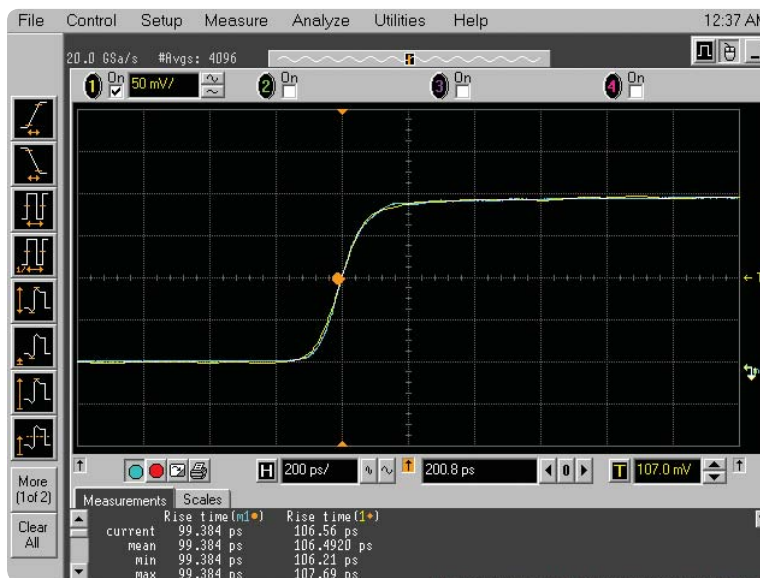 File Control Setup Measure Analyze Utilities Help 12:37 AM
20.0 GSa/s #Avgs: 4096
1 On 50 mV/ 2 On 3 On 4 On
T
More
(1of 2)
Clear
All
H 200 ps/ 200.8 ps 0 T 107.0 mV
Measurements Scales
Rise time(m1) Rise time(1)
current 99.384 ps 106.56 ps
mean 99.384 ps 106.4920 ps
min 99.384 ps 106.21 ps
max 99.384 ps 107.69 ps